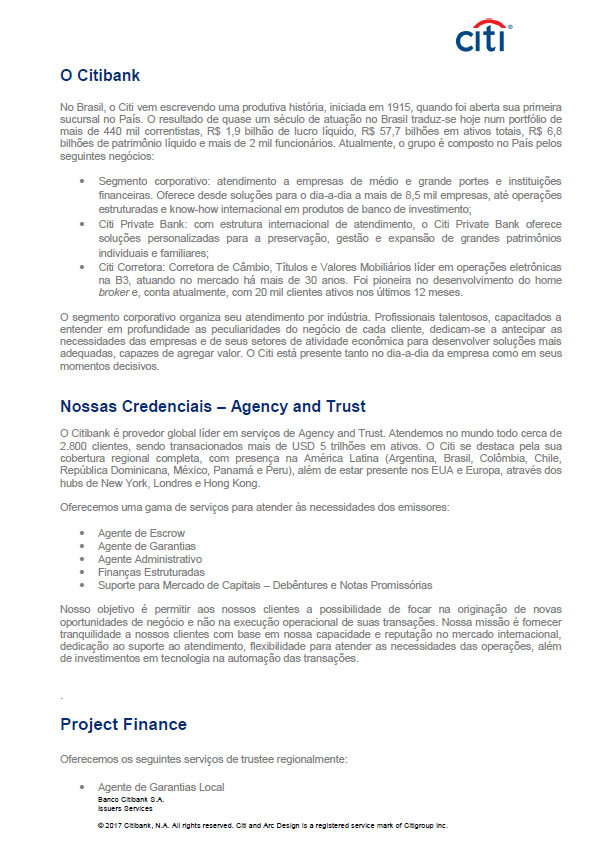 citi®
O Citibank
No Brasil, o Citi vem escrevendo uma produtiva história, iniciada em 1915, quando foi aberta sua primeira
sucursal no País. O resultado de quase um século de atuação no Brasil traduz-se hoje num portfólio de
mais de 440 mil correntistas, R$ 1,9 bilhão de lucro líquido, R$ 57,7 bilhões em ativos totais, R$ 6,8
bilhões de patrimônio líquido e mais de 2 mil funcionários. Atualmente, o grupo é composto no País pelos
seguintes negócios:
• Segmento corporativo: atendimento a empresas de médio e grande portes e instituições
financeiras. Oferece desde soluções para o dia-a-dia a mais de 8,5 mil empresas, até operações
estruturadas e know-how internacional em produtos de banco de investimento;
• Citi Private Bank: com estrutura internacional de atendimento, o Citi Private Bank oferece
soluções personalizadas para a preservação, gestão e expansão de grandes patrimônios
individuais e familiares;
• Citi Corretora: Corretora de Câmbio, Títulos e Valores Mobiliários líder em operações eletrônicas
na B3, atuando no mercado há mais de 30 anos. Foi pioneira no desenvolvimento do home
broker e, conta atualmente, com 20 mil clientes ativos nos últimos 12 meses.
O segmento corporativo organiza seu atendimento por indústria. Profissionais talentosos, capacitados a
entender em profundidade as peculiaridades do negócio de cada cliente, dedicam-se a antecipar as
necessidades das empresas e de seus setores de atividade econômica para desenvolver soluções mais
adequadas, capazes de agregar valor. O Citi está presente tanto no dia-a-dia da empresa como em seus
momentos decisivos.
Nossas Credenciais – Agency and Trust
O Citibank é provedor global líder em serviços de Agency and Trust. Atendemos no mundo todo cerca de
2.800 clientes, sendo transacionados mais de USD 5 trilhões em ativos. O Citi se destaca pela sua
cobertura regional completa, com presença na América Latina (Argentina, Brasil, Colômbia, Chile,
República Dominicana, México, Panamá e Peru), além de estar presente nos EUA e Europa, através dos
hubs de New York, Londres e Hong Kong.
Oferecemos uma gama de serviços para atender às necessidades dos emissores:
• Agente de Escrow
• Agente de Garantias
• Agente Administrativo
• Finanças Estruturadas
• Suporte para Mercado de Capitais – Debêntures e Notas Promissórias
Nosso objetivo é permitir aos nossos clientes a possibilidade de focar na originação de novas
oportunidades de negócio e não na execução operacional de suas transações. Nossa missão é fornecer
tranquilidade a nossos clientes com base em nossa capacidade e reputação no mercado internacional,
dedicação ao suporte ao atendimento, flexibilidade para atender as necessidades das operações, além
de investimentos em tecnologia na automação das transações.
.
Project Finance
Oferecemos os seguintes serviços de trustee regionalmente:
• Agente de Garantias Local
Banco Citibank S.A.
Issuers Services
© 2017 Citibank, N.A. All rights reserved. Citi and Arc Design is a registered service mark of Citigroup Inc.